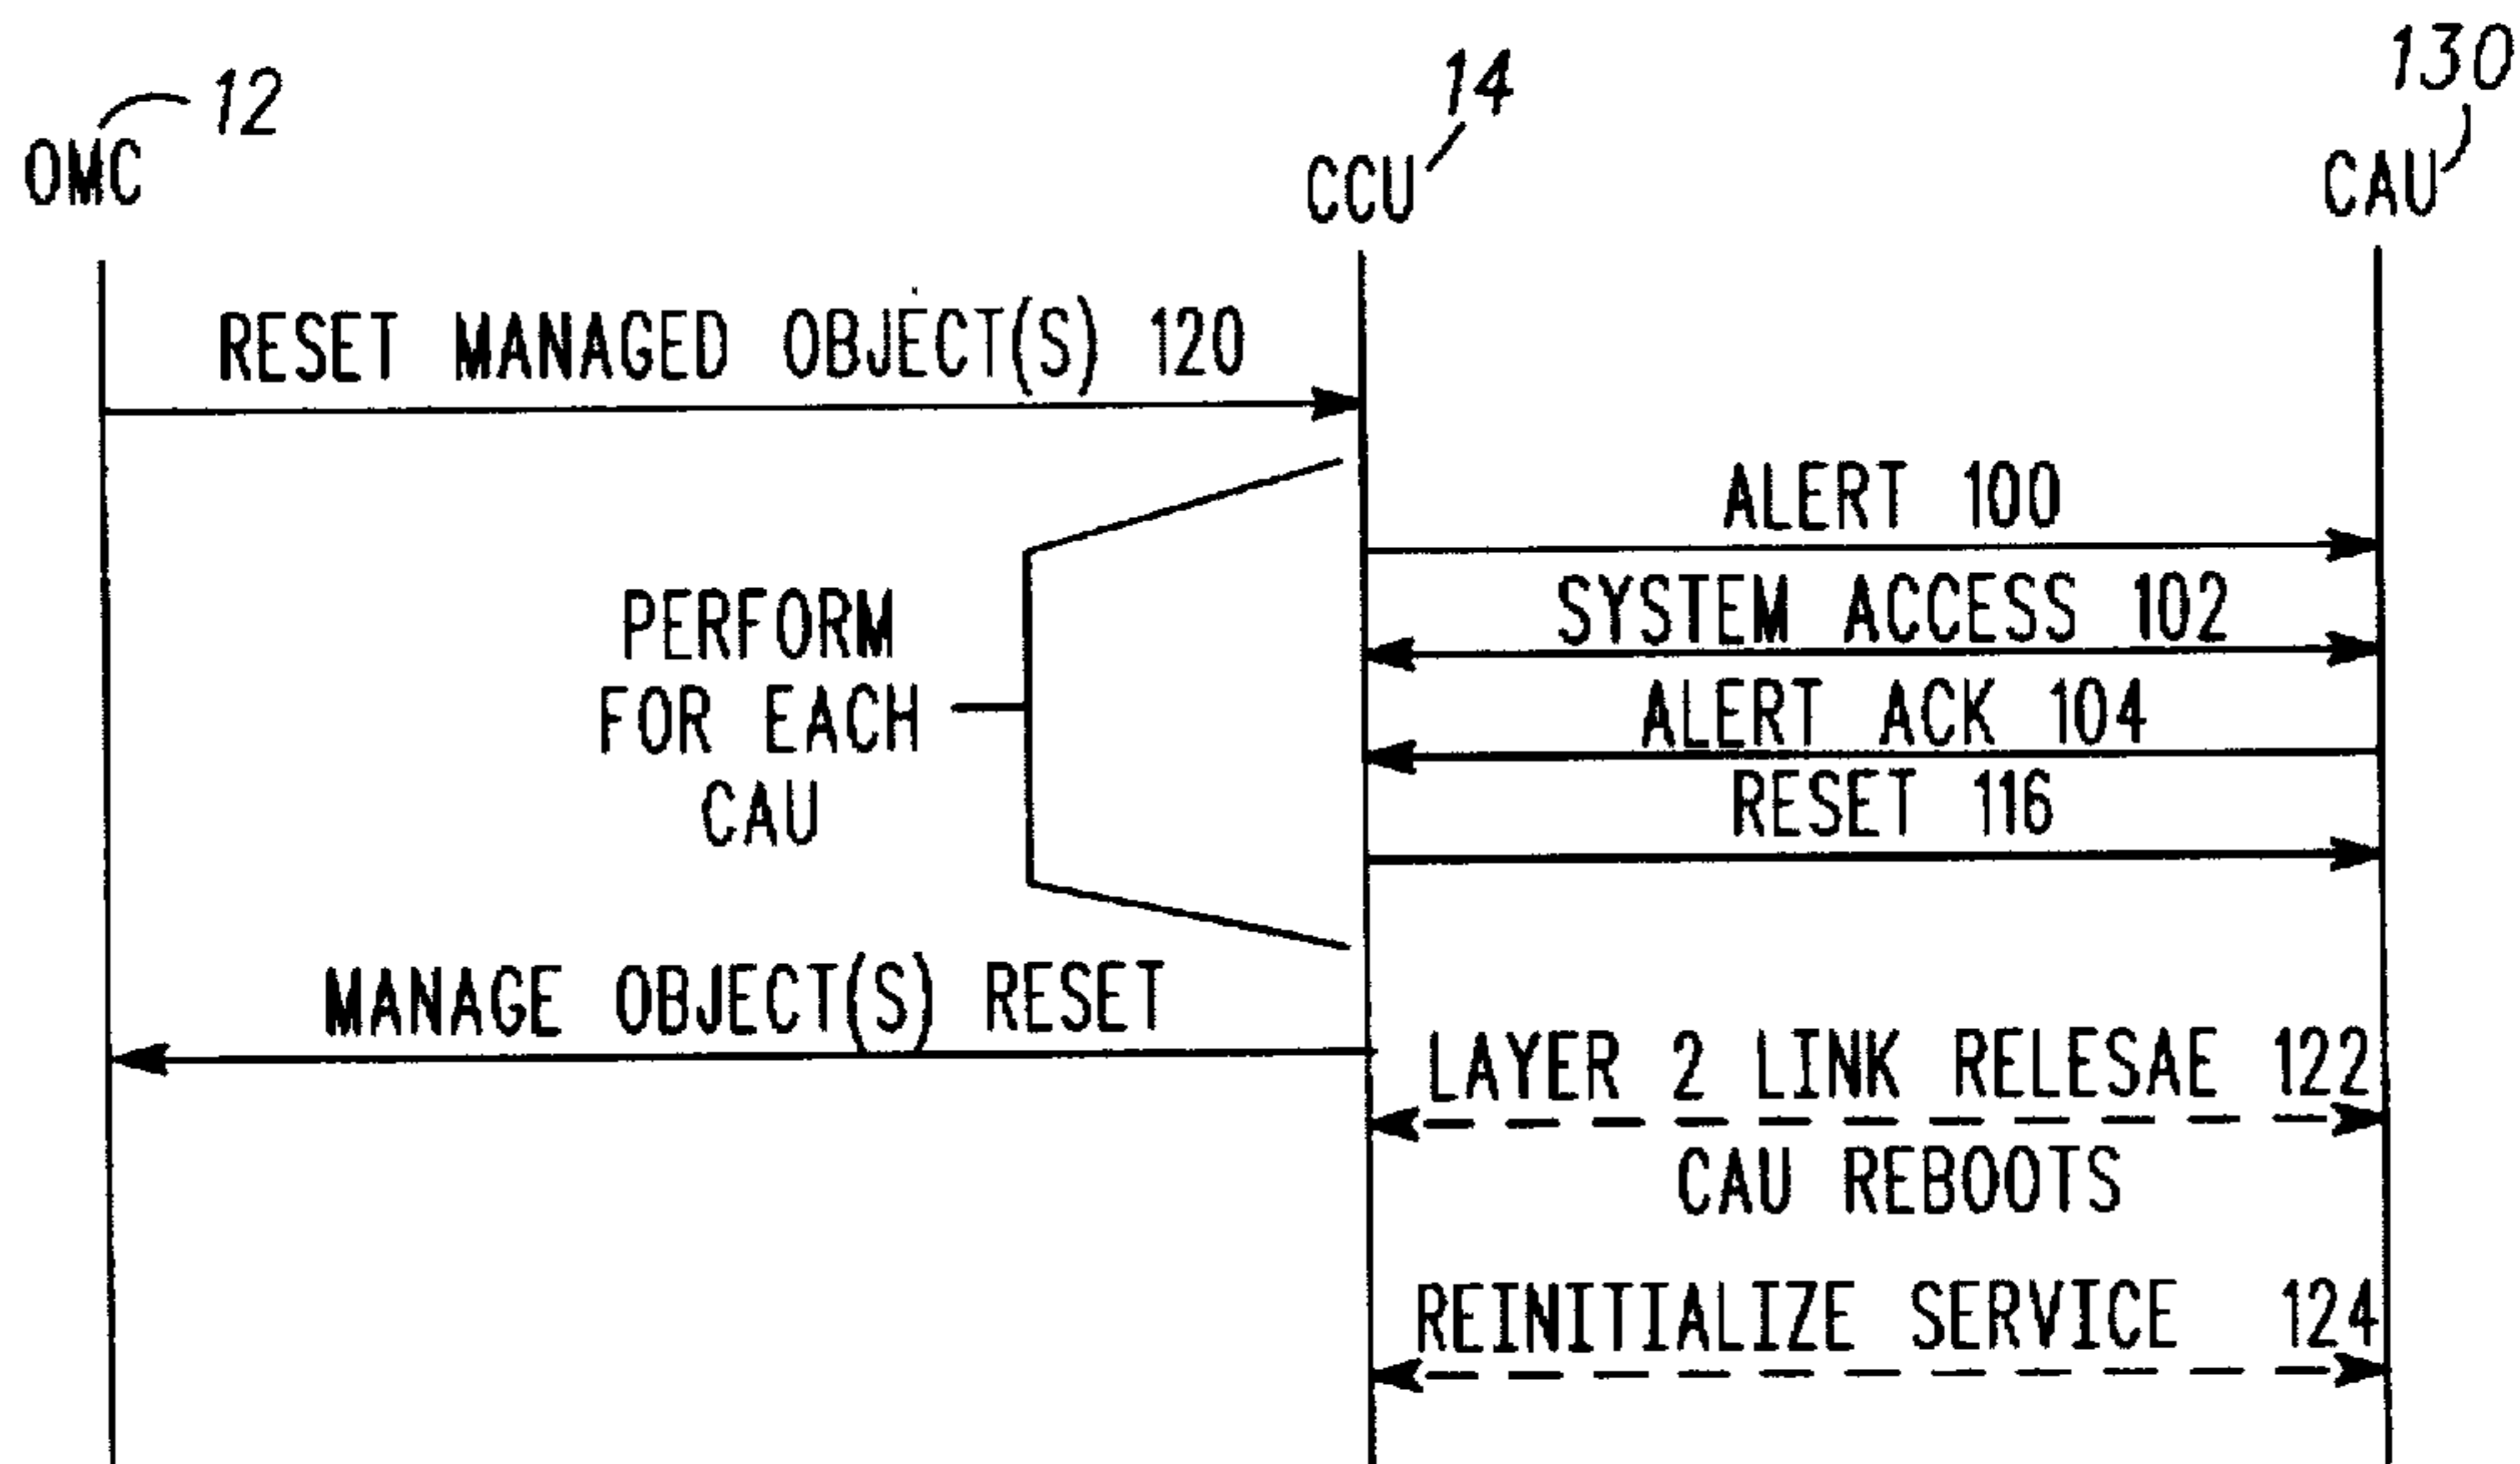 12
14
130
OMC
CCU
CAU
RESET MANAGED OBJECT(S) 120
ALERT 100
SYSTEM ACCESS 102
PERFORM
FOR EACH
CAU
ALERT ACK 104
RESET 116
MANAGE OBJECT(S) RESET
LAYER 2 LINK RELESAE 122
CAU REBOOTS
REINITIALIZE SERVICE 124